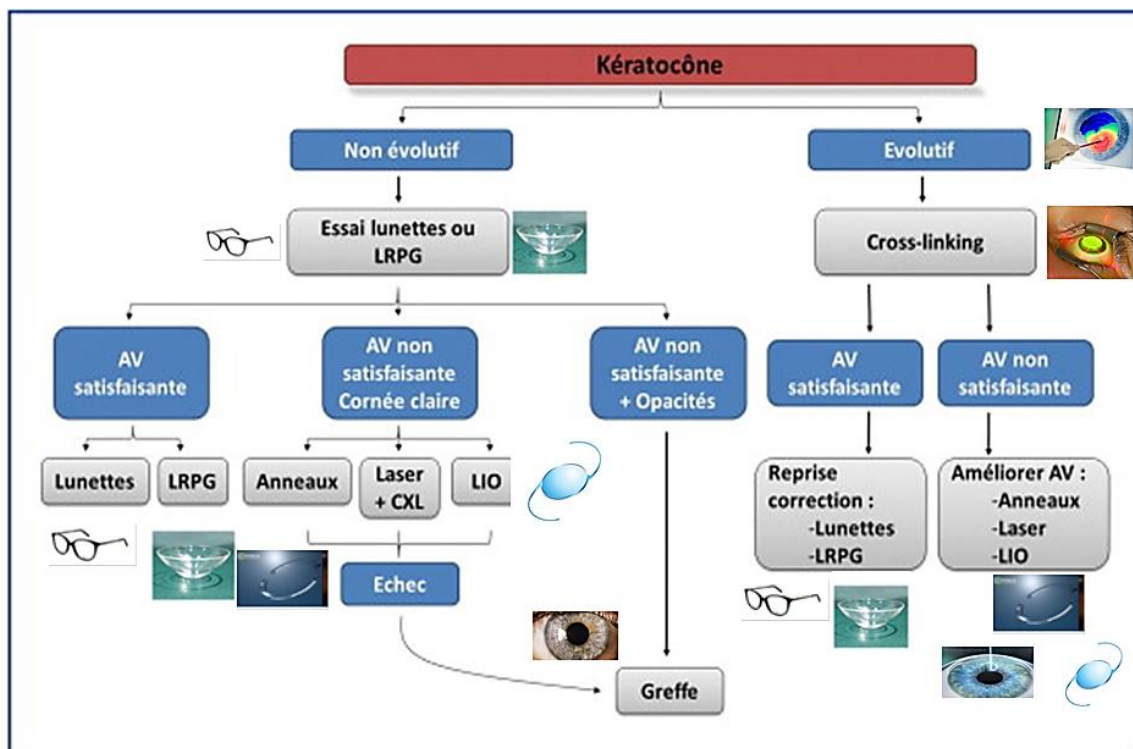 Kératocône
Non évolutif
Evolutif
Essai lunettes ou
LRPG
Cross-linking
AV
satisfaisante
AV non
satisfaisante
Cornée claire
AV non
satisfaisante
+ Opacités
AV
satisfaisante
AV non
satisfaisante
Lunettes
LRPG
Anneaux
Laser
+ CXL
LIO
Reprise
correction :
-Lunettes
-LRPG
Améliorer AV :
-Anneaux
-Laser
-LIO
Echec
Greffe